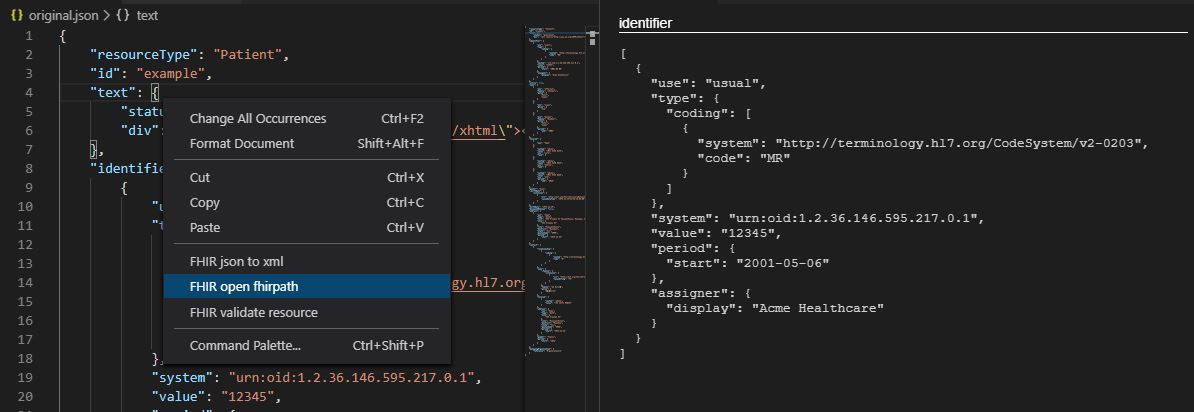 {} original.json > {} text
1 {
2 "resourceType": "Patient",
3 "id": "example",
4 "text": {
5 "statu
6 "div": /xhtml\"><
7 },
8 "identifie
9 {
10 "u
11 "t
12
13
14 gy.hl7.org
15
16
17
18 },
19 "system": "urn:oid:1.2.36.146.595.217.0.1",
20 "value": "12345",
Change All Occurrences Ctrl+F2
Format Document Shift+Alt+F
Cut Ctrl+X
Copy Ctrl+C
Paste Ctrl+V
FHIR json to xml
FHIR open fhirpath
FHIR validate resource
Command Palette... Ctrl+Shift+P
identifier
[
{
"use": "usual",
"type": {
"coding": [
{
"system": "http://terminology.hl7.org/CodeSystem/v2-0203",
"code": "MR"
}
]
},
"system": "urn:oid:1.2.36.146.595.217.0.1",
"value": "12345",
"period": {
"start": "2001-05-06"
},
"assigner": {
"display": "Acme Healthcare"
}
}
]